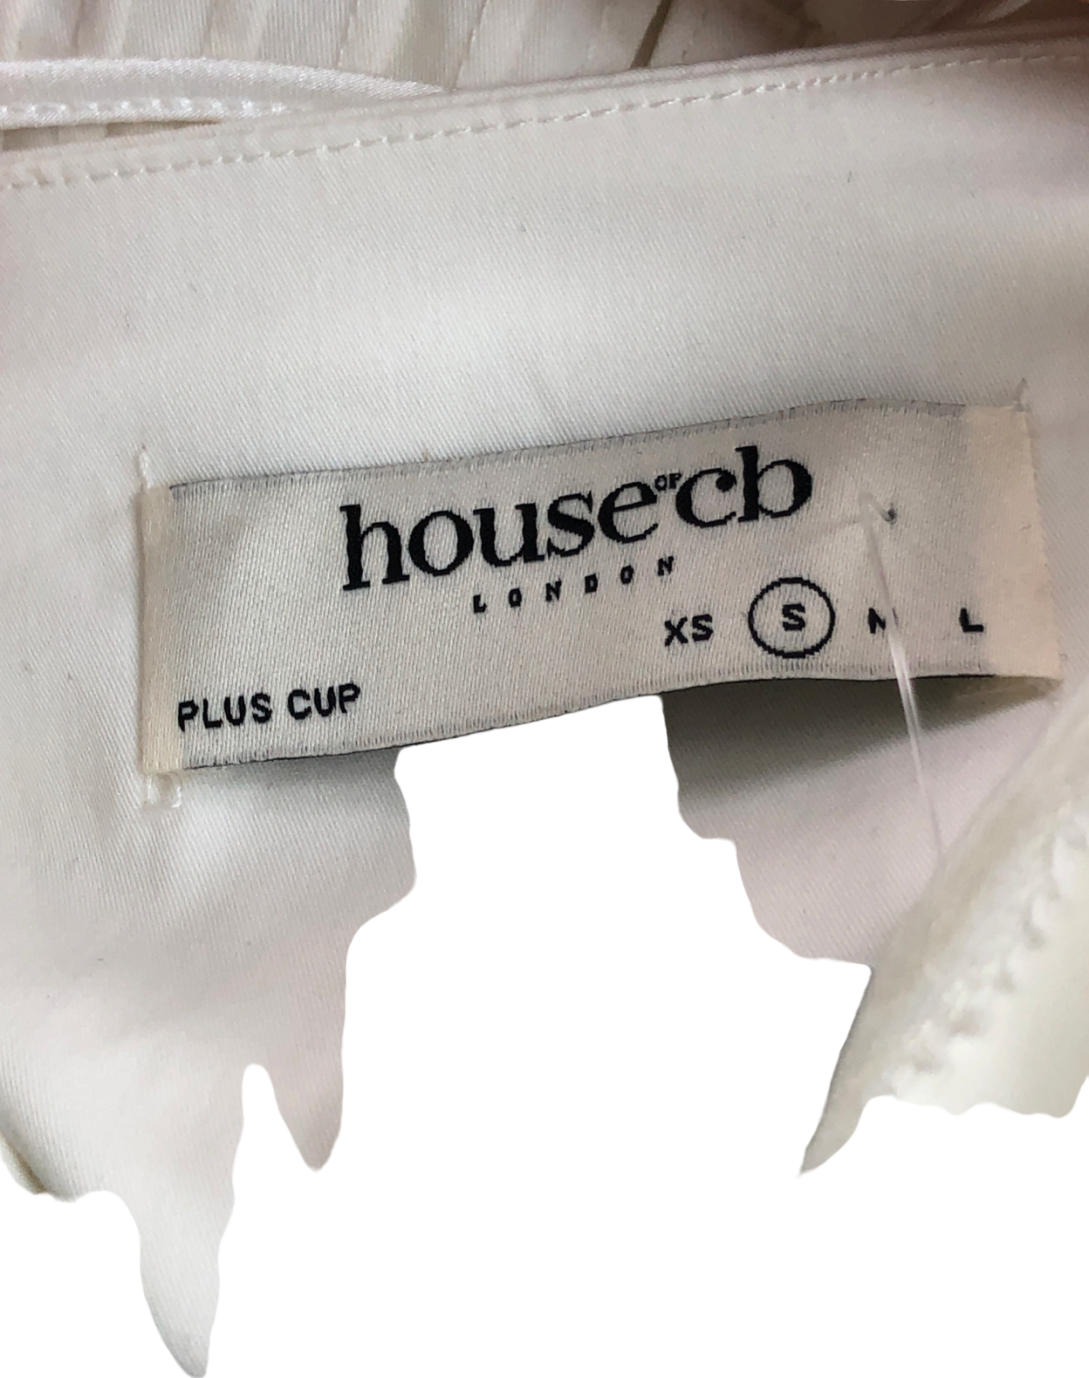 house OF cb
LONDON
XS S M L
PLUS CUP